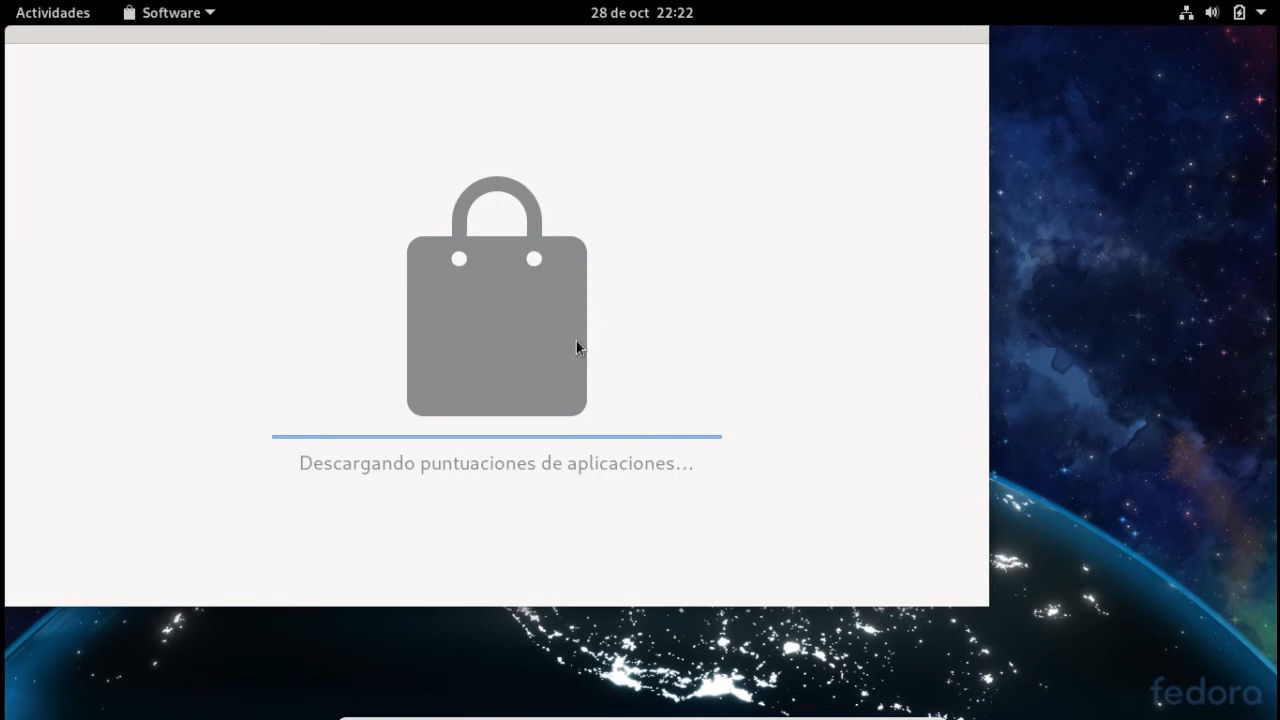 Actividades Software 28 de oct 22:22
Descargando puntuaciones de aplicaciones...
fedora